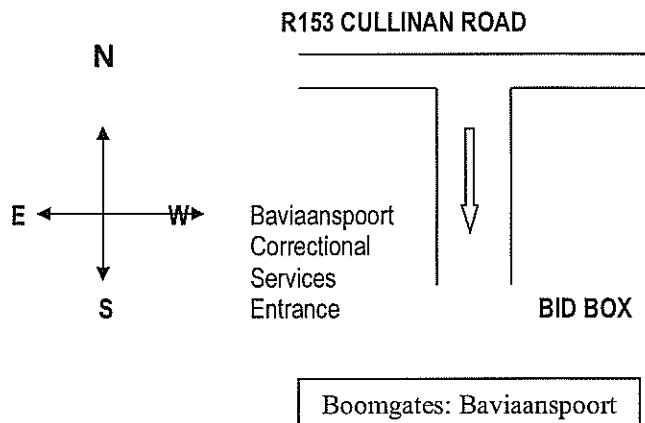 R153 CULLINAN ROAD
N
E
W
S
Baviaanspoort
Correctional
Services
Entrance
BID BOX
Boomgates: Baviaanspoort